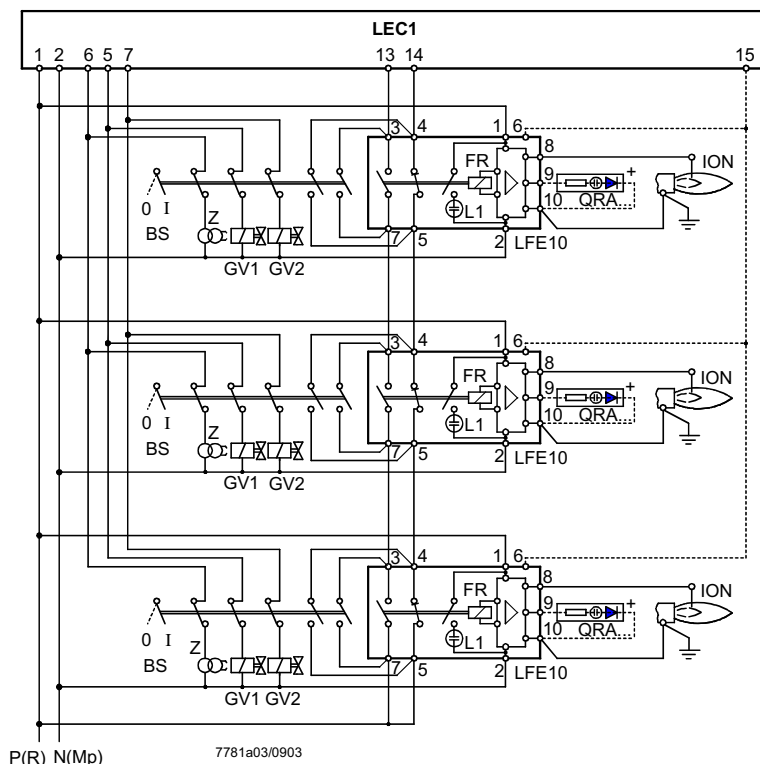 LEC1
1 2 6 5 7 13 14 15
3 4 1 6
8
FR
ION
9 +
0 I
Z
L1
10 QRA...
BS
7 5 2 LFE10
GV1 GV2
3 4 1 6
8
FR
ION
9 +
0 I
Z
L1
10 QRA...
BS
7 5 2 LFE10
GV1 GV2
3 4 1 6
8
FR
ION
9 +
0 I
Z
L1
10 QRA...
BS
7 5 2 LFE10
GV1 GV2
P(R) N(Mp)
7781a03/0903